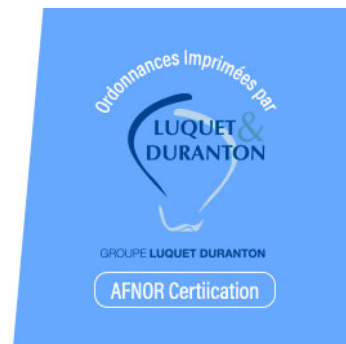 Ordonnances Imprimées par
LUQUET &
DURANTON
GROUPE LUQUET DURANTON
AFNOR Certiication